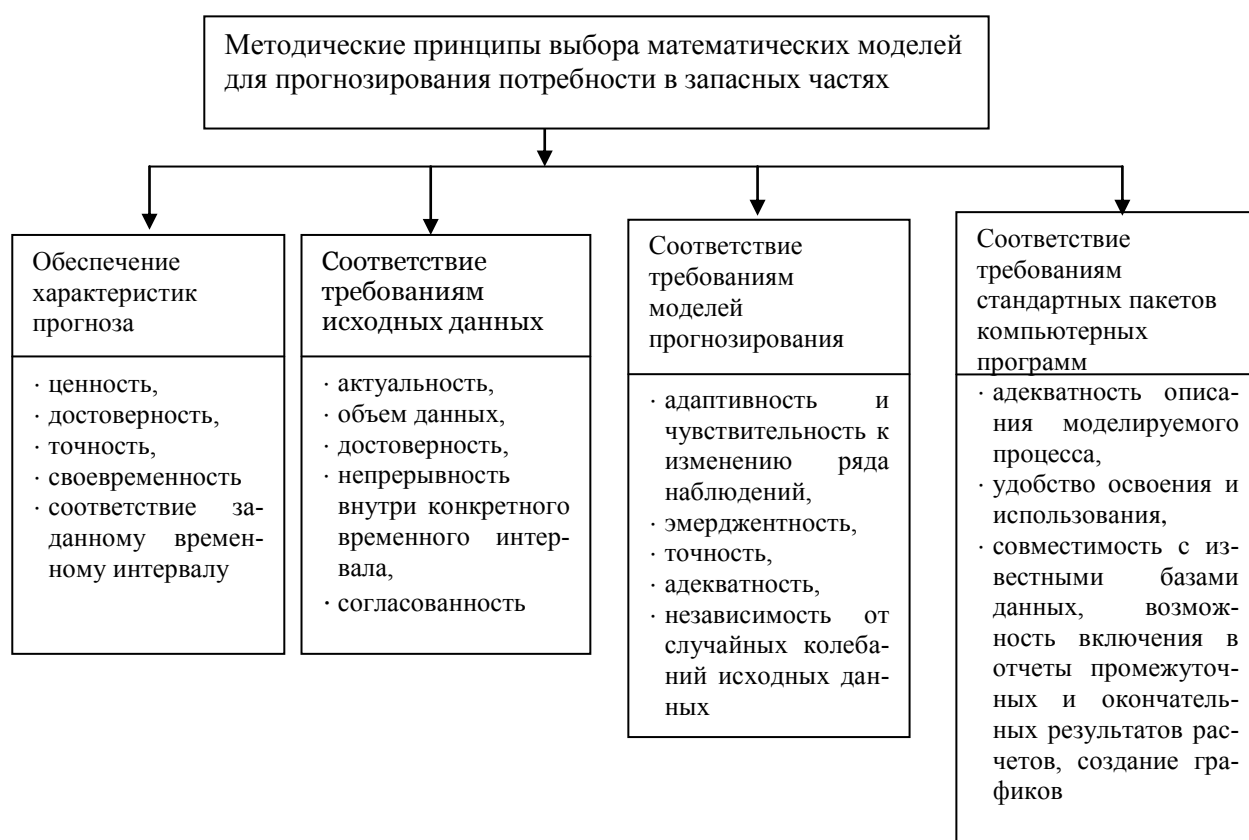 Методические принципы выбора математических моделей
для прогнозирования потребности в запасных частях
Обеспечение
характеристик
прогноза
· ценность,
· достоверность,
· точность,
· своевременность
· соответствие за-
данному времен-
ному интервалу
Соответствие
требованиям
исходных данных
· актуальность,
· объем данных,
· достоверность,
· непрерывность
внутри конкретного
временного интер-
вала,
· согласованность
Соответствие
требованиям
моделей
прогнозирования
· адаптивность и
чувствительность к
изменению ряда
наблюдений,
· эмерджентность,
· точность,
· адекватность,
· независимость от
случайных колеба-
ний исходных дан-
ных
Соответствие
требованиям
стандартных пакетов
компьютерных
программ
· адекватность описа-
ния моделируемого
процесса,
· удобство освоения и
использования,
· совместимость с из-
вестными базами
данных, возмож-
ность включения в
отчеты промежуточ-
ных и окончатель-
ных результатов рас-
четов, создание гра-
фиков